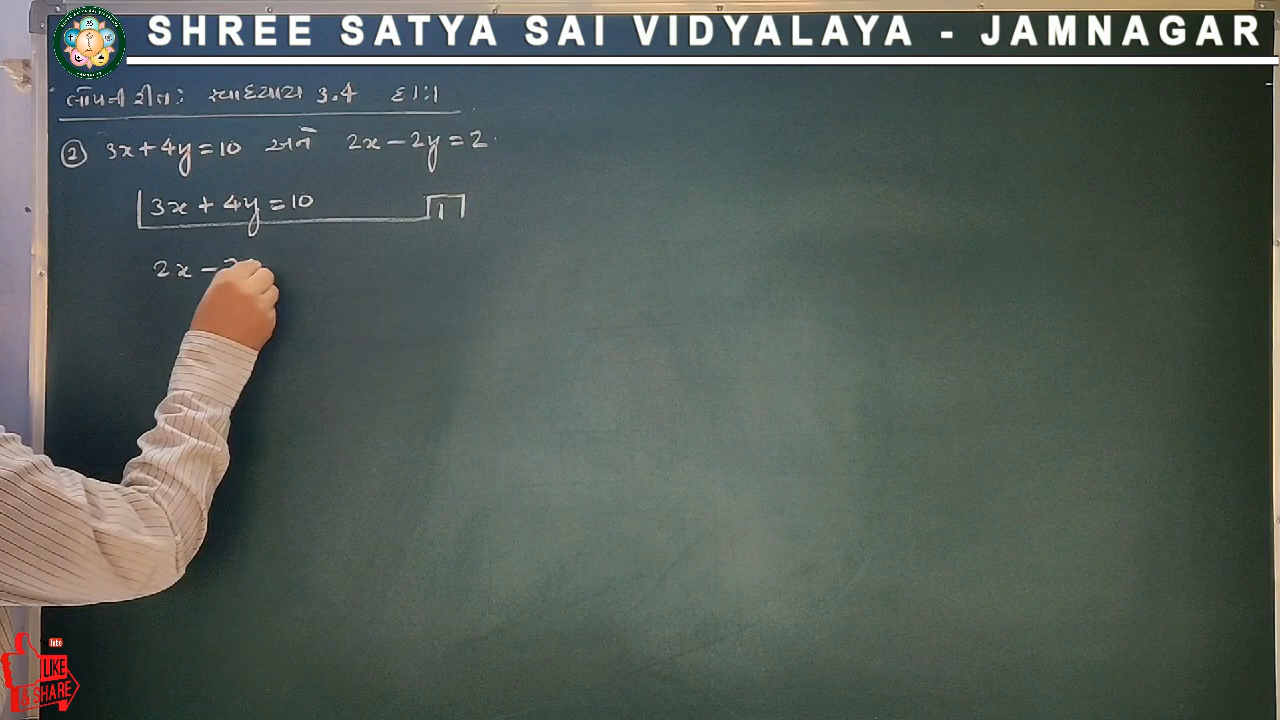 SHREE SATYA SAI VIDYALAYA - JAMNAGAR
લોપની રીત: સ્વાધ્યાય 3.4 દા:1
② 3x + 4y = 10 અને 2x - 2y = 2
3x + 4y = 10 1
2x - 2
LIKE
& SHARE